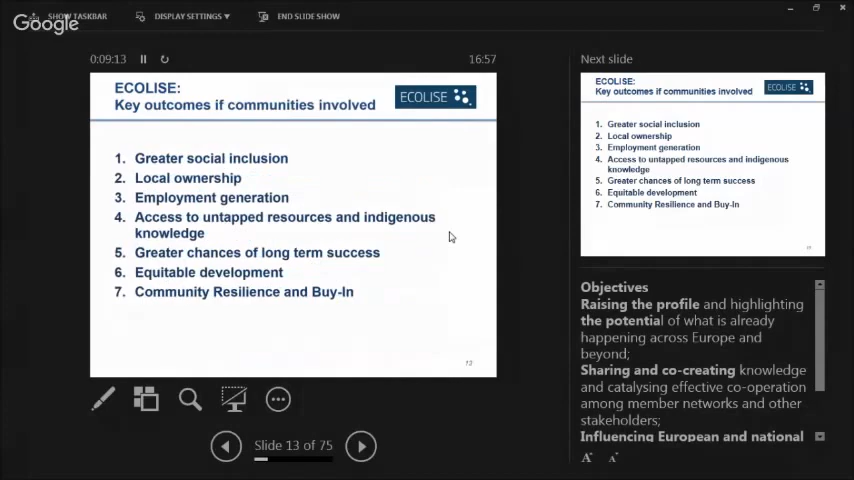 SHOW TASKBAR
DISPLAY SETTINGS ▼
END SLIDE SHOW
Google
0:09:13
16:57
ECOLISE:
Key outcomes if communities involved
ECOLISE
1. Greater social inclusion
2. Local ownership
3. Employment generation
4. Access to untapped resources and indigenous
knowledge
5. Greater chances of long term success
6. Equitable development
7. Community Resilience and Buy-In
Slide 13 of 75
Next slide
ECOLISE:
Key outcomes if communities involved
ECOLISE
1. Greater social inclusion
2. Local ownership
3. Employment generation
4. Access to untapped resources and indigenous
knowledge
5. Greater chances of long term success
6. Equitable development
7. Community Resilience and Buy-In
Objectives
Raising the profile and highlighting
the potential of what is already
happening across Europe and
beyond;
Sharing and co-creating knowledge
and catalysing effective co-operation
among member networks and other
stakeholders;
Influencing European and national
A
A